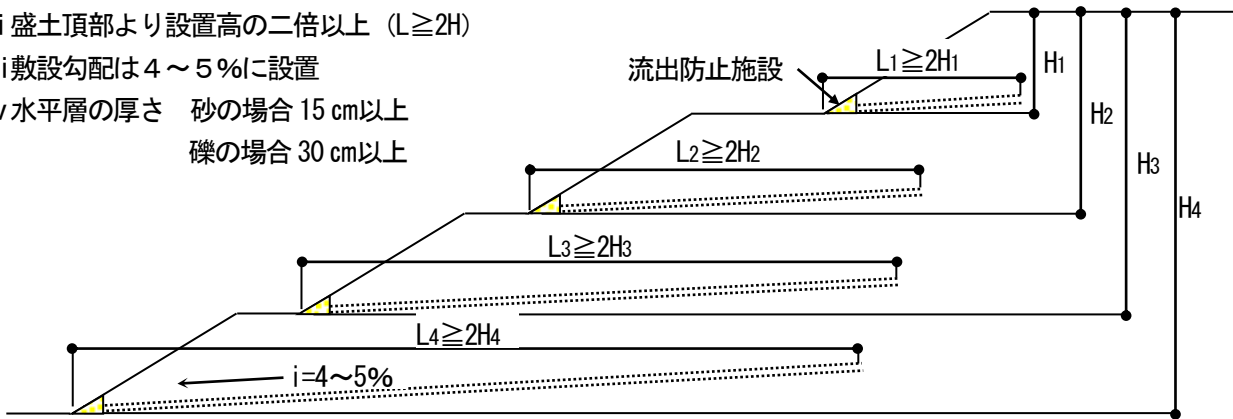 i 盛土頂部より設置高の二倍以上（L≧2H）
i 敷設勾配は４～５%に設置
水平層の厚さ　砂の場合 15 cm以上
礫の場合 30 cm以上
流出防止施設
L1≧2H1
H1
L2≧2H2
H2
L3≧2H3
H3
L4≧2H4
H4
i=4～5%